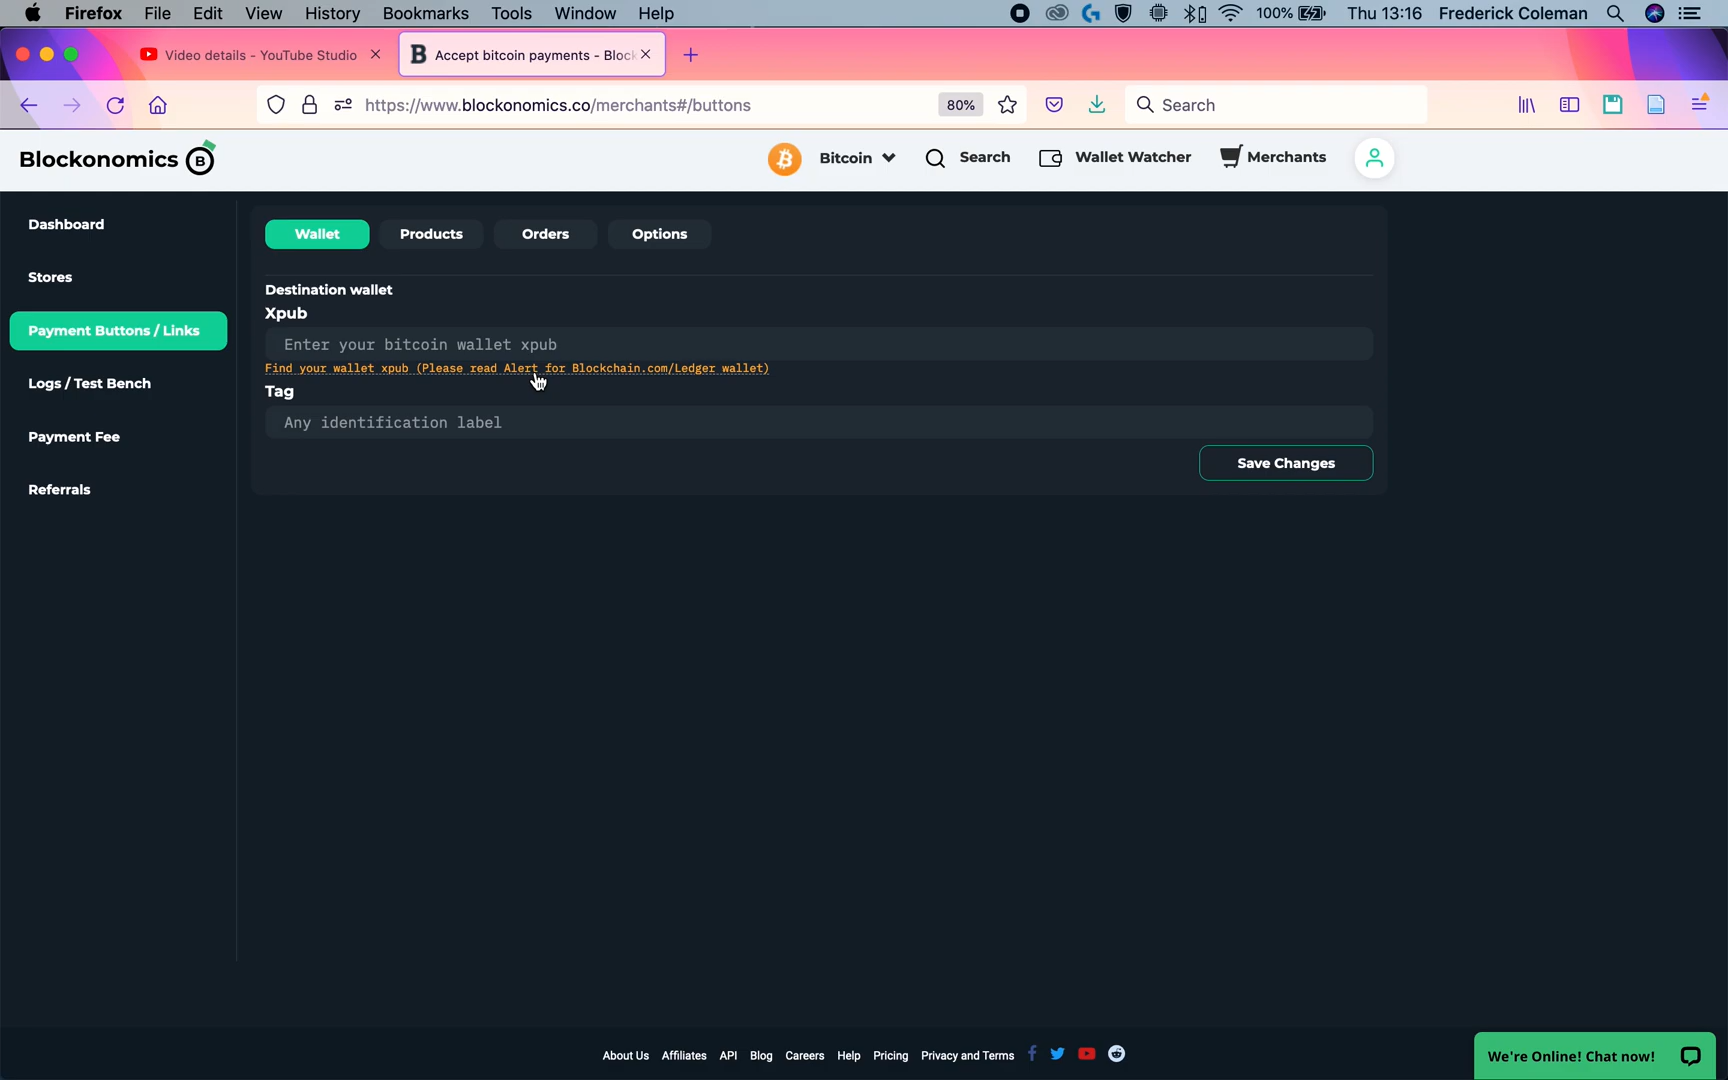 Firefox File Edit View History Bookmarks Tools Window Help 100% Thu 13:16 Frederick Coleman
Video details - YouTube Studio Accept bitcoin payments - Block
https://www.blockonomics.co/merchants#/buttons 80% Search
Blockonomics B Bitcoin Search Wallet Watcher Merchants
Dashboard
Stores
Payment Buttons / Links
Logs / Test Bench
Payment Fee
Referrals
Wallet Products Orders Options
Destination wallet
Xpub
Enter your bitcoin wallet xpub
Find your wallet xpub (Please read Alert for Blockchain.com/Ledger wallet)
Tag
Any identification label
Save Changes
About Us Affiliates API Blog Careers Help Pricing Privacy and Terms
We're Online! Chat now!